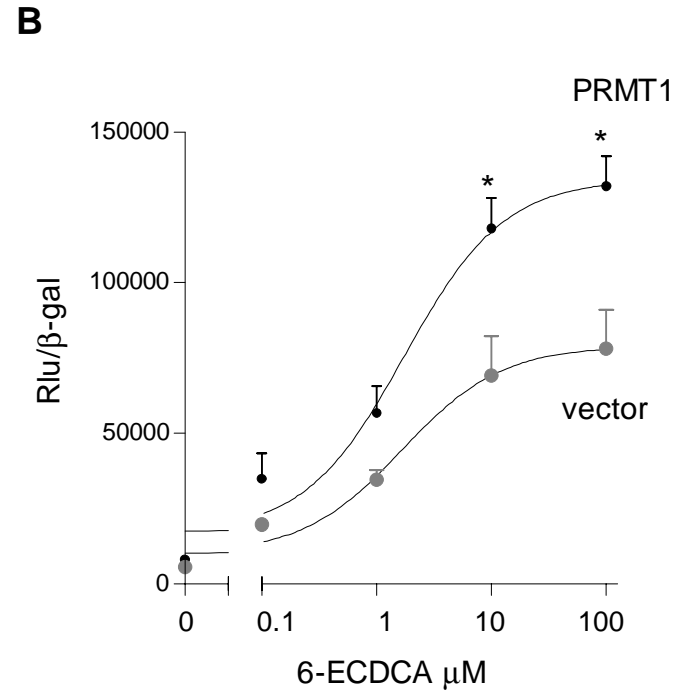 B
PRMT1
150000
*
*
100000
Rlu/β-gal
50000
vector
0
0 0.1 1 10 100
6-ECDCA μM